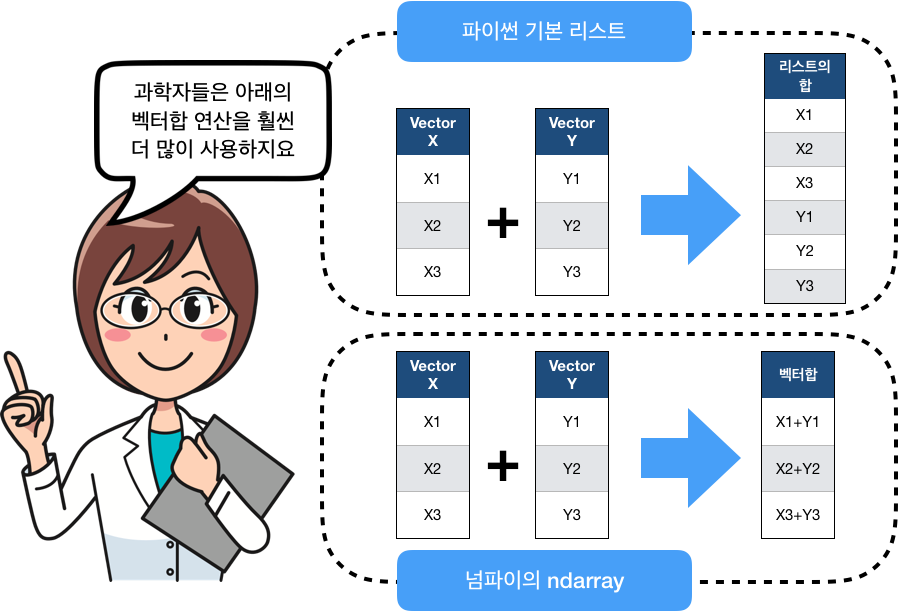 파이썬 기본 리스트
과학자들은 아래의
벡터합 연산을 훨씬
더 많이 사용하지요
Vector
X
X1
X2
X3
+
Vector
Y
Y1
Y2
Y3
리스트의
합
X1
X2
X3
Y1
Y2
Y3
Vector
X
X1
X2
X3
+
Vector
Y
Y1
Y2
Y3
벡터합
X1+Y1
X2+Y2
X3+Y3
넘파이의 ndarray